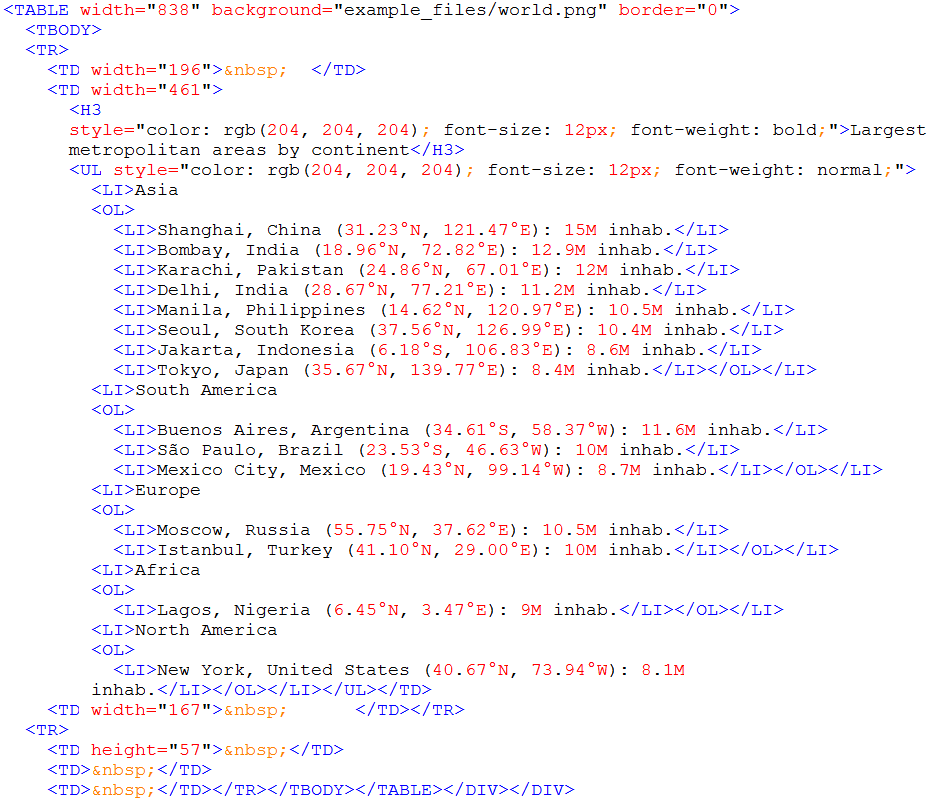 <TABLE width="838" background="example_files/world.png" border="0">
<TBODY>
<TR>
<TD width="196">&nbsp;  </TD>
<TD width="461">
<H3
style="color: rgb(204, 204, 204); font-size: 12px; font-weight: bold;">Largest
metropolitan areas by continent</H3>
<UL style="color: rgb(204, 204, 204); font-size: 12px; font-weight: normal;">
<LI>Asia
<OL>
<LI>Shanghai, China (31.23°N, 121.47°E): 15M inhab.</LI>
<LI>Bombay, India (18.96°N, 72.82°E): 12.9M inhab.</LI>
<LI>Karachi, Pakistan (24.86°N, 67.01°E): 12M inhab.</LI>
<LI>Delhi, India (28.67°N, 77.21°E): 11.2M inhab.</LI>
<LI>Manila, Philippines (14.62°N, 120.97°E): 10.5M inhab.</LI>
<LI>Seoul, South Korea (37.56°N, 126.99°E): 10.4M inhab.</LI>
<LI>Jakarta, Indonesia (6.18°S, 106.83°E): 8.6M inhab.</LI>
<LI>Tokyo, Japan (35.67°N, 139.77°E): 8.4M inhab.</LI></OL></LI>
<LI>South America
<OL>
<LI>Buenos Aires, Argentina (34.61°S, 58.37°W): 11.6M inhab.</LI>
<LI>São Paulo, Brazil (23.53°S, 46.63°W): 10M inhab.</LI>
<LI>Mexico City, Mexico (19.43°N, 99.14°W): 8.7M inhab.</LI></OL></LI>
<LI>Europe
<OL>
<LI>Moscow, Russia (55.75°N, 37.62°E): 10.5M inhab.</LI>
<LI>Istanbul, Turkey (41.10°N, 29.00°E): 10M inhab.</LI></OL></LI>
<LI>Africa
<OL>
<LI>Lagos, Nigeria (6.45°N, 3.47°E): 9M inhab.</LI></OL></LI>
<LI>North America
<OL>
<LI>New York, United States (40.67°N, 73.94°W): 8.1M
inhab.</LI></OL></LI></UL></TD>
<TD width="167">&nbsp;      </TD></TR>
<TR>
<TD height="57">&nbsp;</TD>
<TD>&nbsp;</TD>
<TD>&nbsp;</TD></TR></TBODY></TABLE></DIV></DIV>